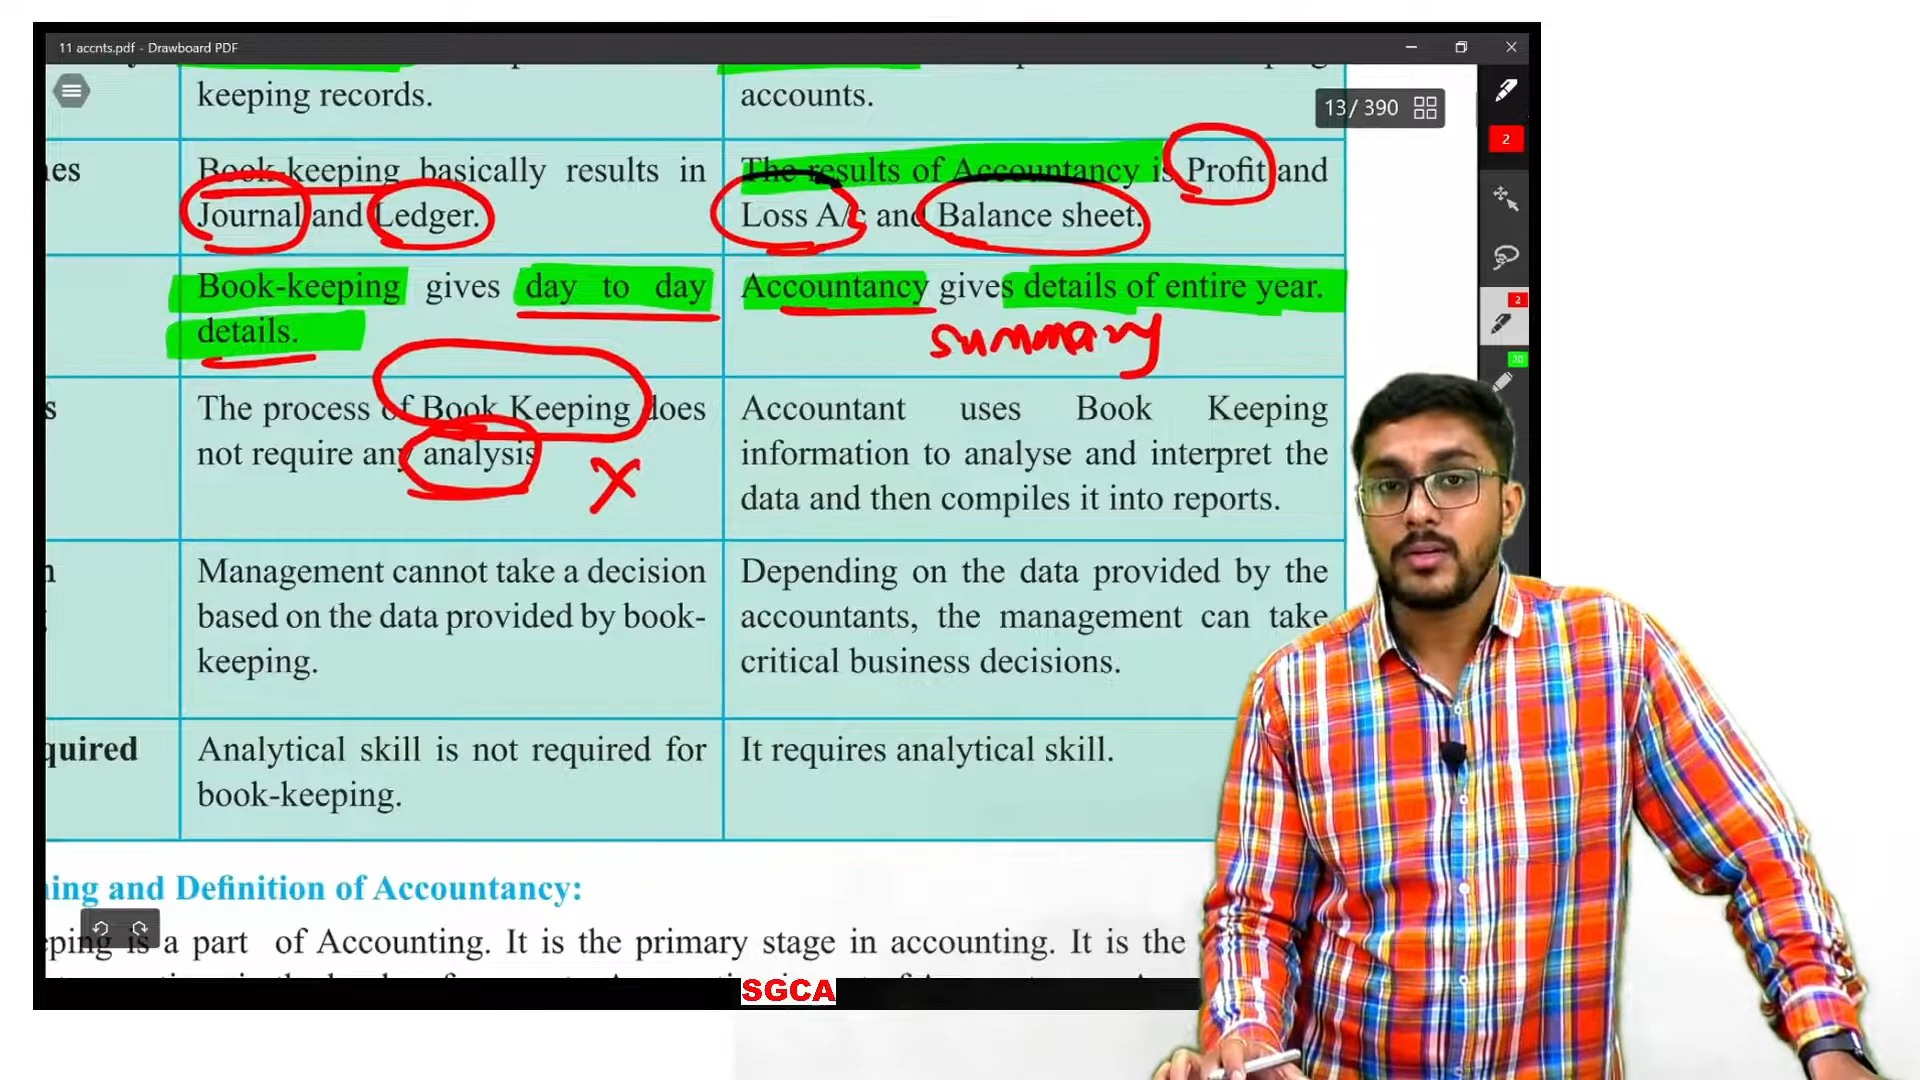 11 accnts.pdf - Drawboard PDF
keeping records.
accounts.
13/ 390
2
Book-keeping basically results in
Journal and Ledger.
The results of Accountancy is Profit and
Loss A/c and Balance sheet.
2
Book-keeping gives day to day
details.
Accountancy gives details of entire year.
summary
20
s
The process of Book Keeping does
not require any analysis
X
Accountant uses Book Keeping
information to analyse and interpret the
data and then compiles it into reports.
Management cannot take a decision
based on the data provided by book-
keeping.
Depending on the data provided by the
accountants, the management can take
critical business decisions.
quired
Analytical skill is not required for
book-keeping.
It requires analytical skill.
ning and Definition of Accountancy:
eping is a part of Accounting. It is the primary stage in accounting. It is the
SGCA